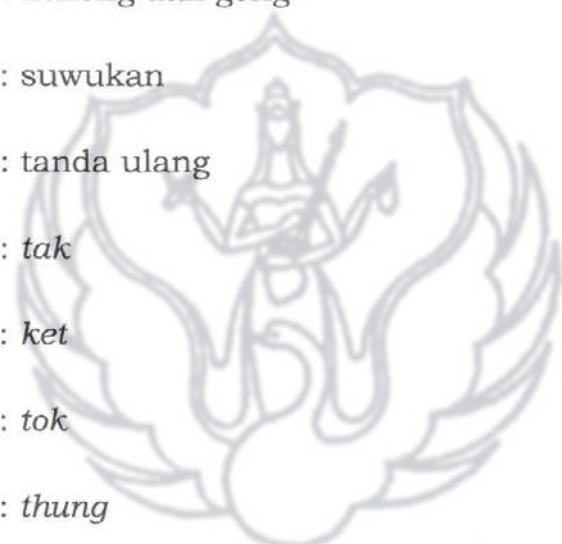 : suwukan
: tanda ulang
: tak
: ket
: tok
: thung